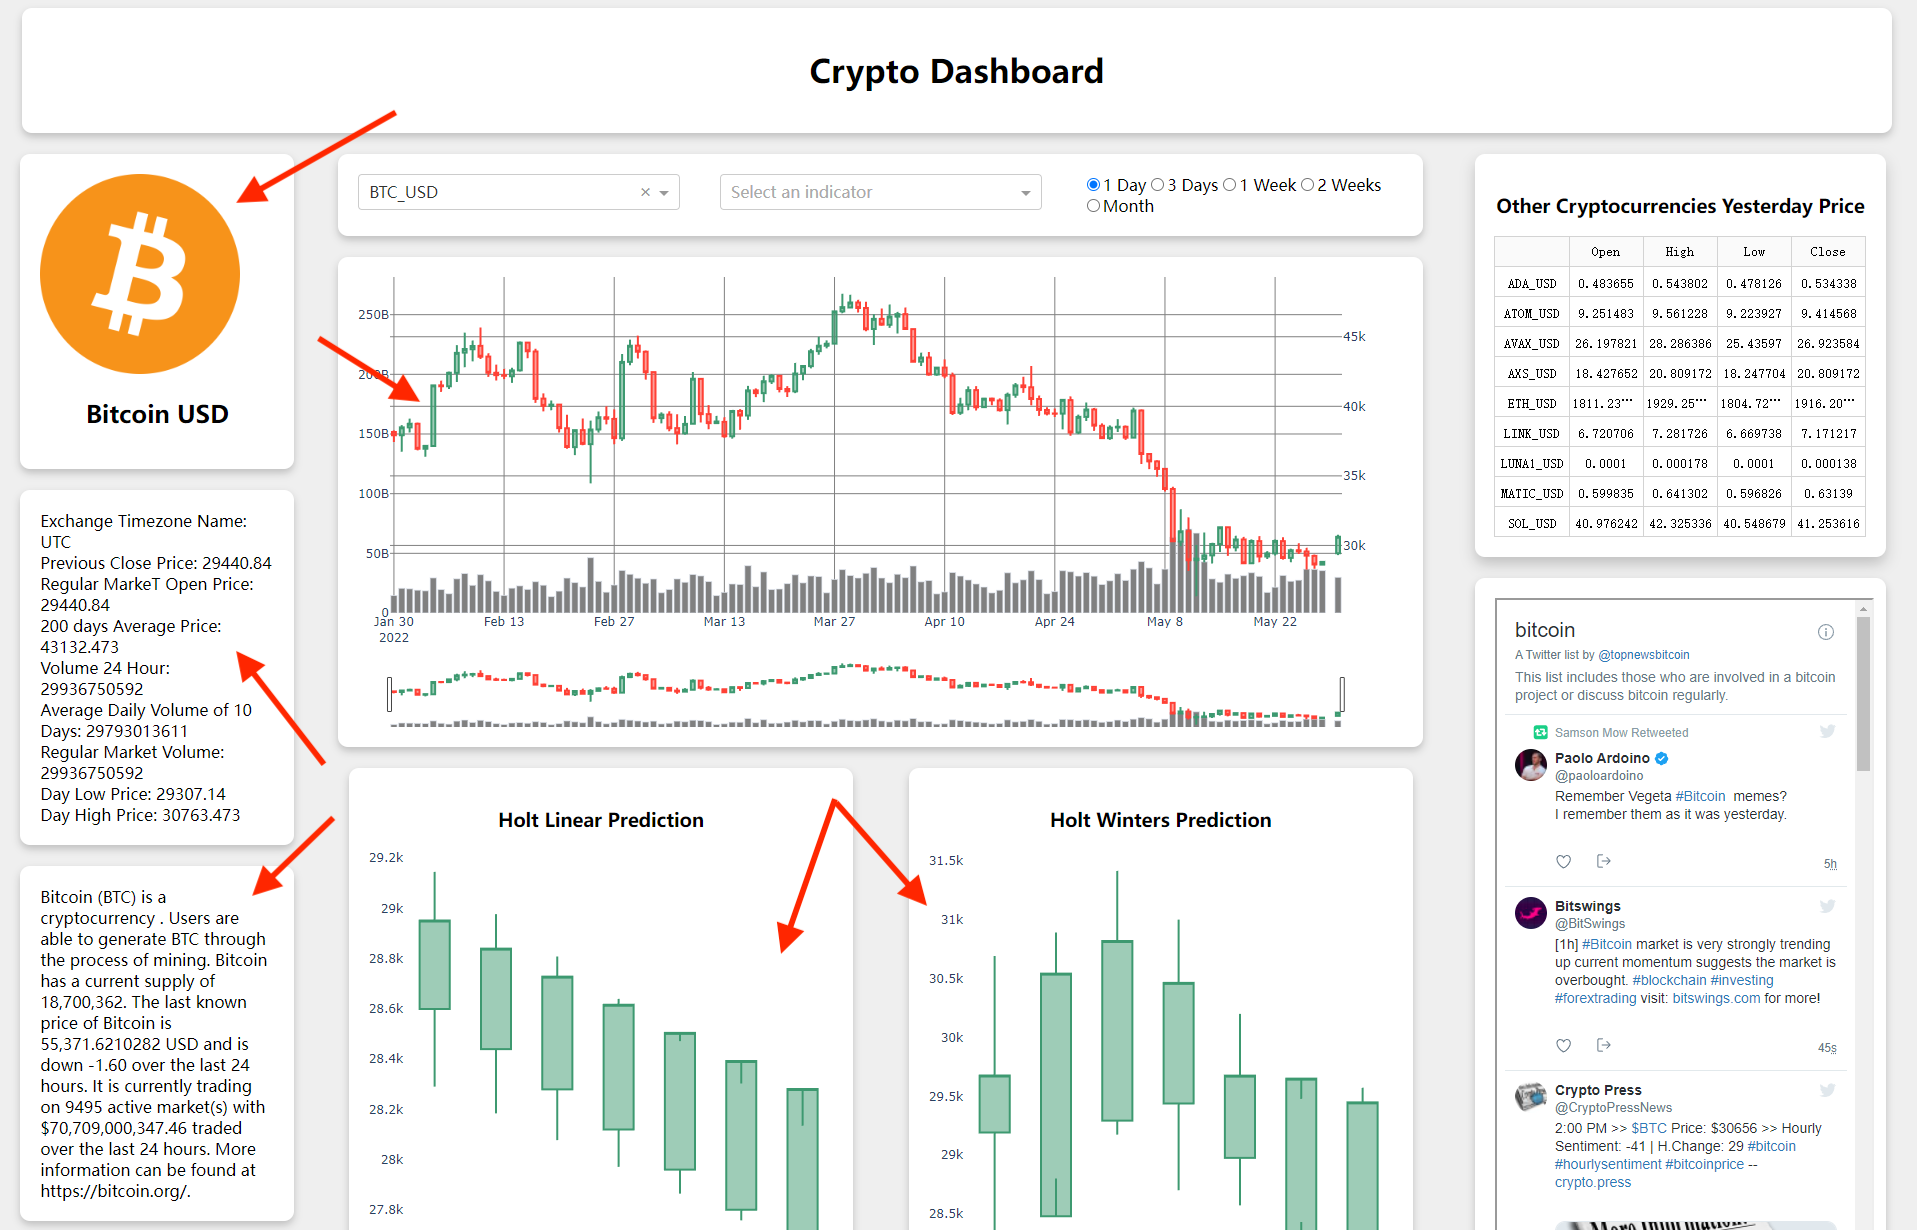 Crypto Dashboard
Bitcoin USD
Exchange Timezone Name:
UTC
Previous Close Price: 29440.84
Regular MarkeT Open Price:
29440.84
200 days Average Price:
43132.473
Volume 24 Hour:
29936750592
Average Daily Volume of 10
Days: 29793013611
Regular Market Volume:
29936750592
Day Low Price: 29307.14
Day High Price: 30763.473
Bitcoin (BTC) is a
cryptocurrency . Users are
able to generate BTC through
the process of mining. Bitcoin
has a current supply of
18,700,362. The last known
price of Bitcoin is
55,371.6210282 USD and is
down -1.60 over the last 24
hours. It is currently trading
on 9495 active market(s) with
$70,709,000,347.46 traded
over the last 24 hours. More
information can be found at
https://bitcoin.org/.
BTC_USD
Select an indicator
1 Day 3 Days 1 Week 2 Weeks
Month
250B
200B
150B
100B
50B
0
45k
40k
35k
30k
Jan 30 Feb 13 Feb 27 Mar 13 Mar 27 Apr 10 Apr 24 May 8 May 22
2022
Holt Linear Prediction
29.2k
29k
28.8k
28.6k
28.4k
28.2k
28k
27.8k
Holt Winters Prediction
31.5k
31k
30.5k
30k
29.5k
29k
28.5k
Other Cryptocurrencies Yesterday Price
Open High Low Close
ADA_USD 0.483655 0.543802 0.478126 0.534338
ATOM_USD 9.251483 9.561228 9.223927 9.414568
AVAX_USD 26.197821 28.286386 25.43597 26.923584
AXS_USD 18.427652 20.809172 18.247704 20.809172
ETH_USD 1811.23… 1929.25… 1804.72… 1916.20…
LINK_USD 6.720706 7.281726 6.669738 7.171217
LUNA1_USD 0.0001 0.000178 0.0001 0.000138
MATIC_USD 0.599835 0.641302 0.596826 0.63139
SOL_USD 40.976242 42.325336 40.548679 41.253616
bitcoin
A Twitter list by @topnewsbitcoin
This list includes those who are involved in a bitcoin
project or discuss bitcoin regularly.
Samson Mow Retweeted
Paolo Ardoino
@paoloardoino
Remember Vegeta #Bitcoin memes?
I remember them as it was yesterday.
5h
Bitswings
@BitSwings
[1h] #Bitcoin market is very strongly trending
up current momentum suggests the market is
overbought. #blockchain #investing
#forextrading visit: bitswings.com for more!
45s
Crypto Press
@CryptoPressNews
2:00 PM >> $BTC Price: $30656 >> Hourly
Sentiment: -41 | H.Change: 29 #bitcoin
#hourlysentiment #bitcoinprice --
crypto.press